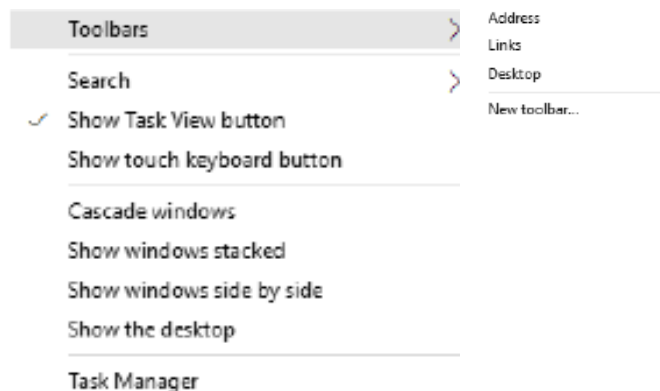 Toolbars
Address
Links
Desktop
New toolbar...
Search
Show Task View button
Show touch keyboard button
Cascade windows
Show windows stacked
Show windows side by side
Show the desktop
Task Manager